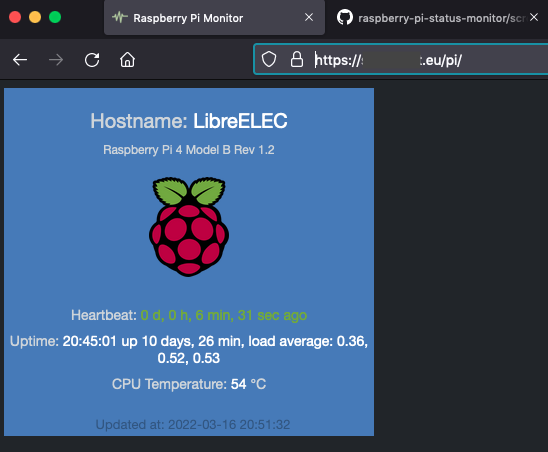 Raspberry Pi Monitor
raspberry-pi-status-monitor/scr
https:// .eu/pi/
Hostname: LibreELEC
Raspberry Pi 4 Model B Rev 1.2
Heartbeat: 0 d, 0 h, 6 min, 31 sec ago
Uptime: 20:45:01 up 10 days, 26 min, load average: 0.36,
0.52, 0.53
CPU Temperature: 54 °C
Updated at: 2022-03-16 20:51:32